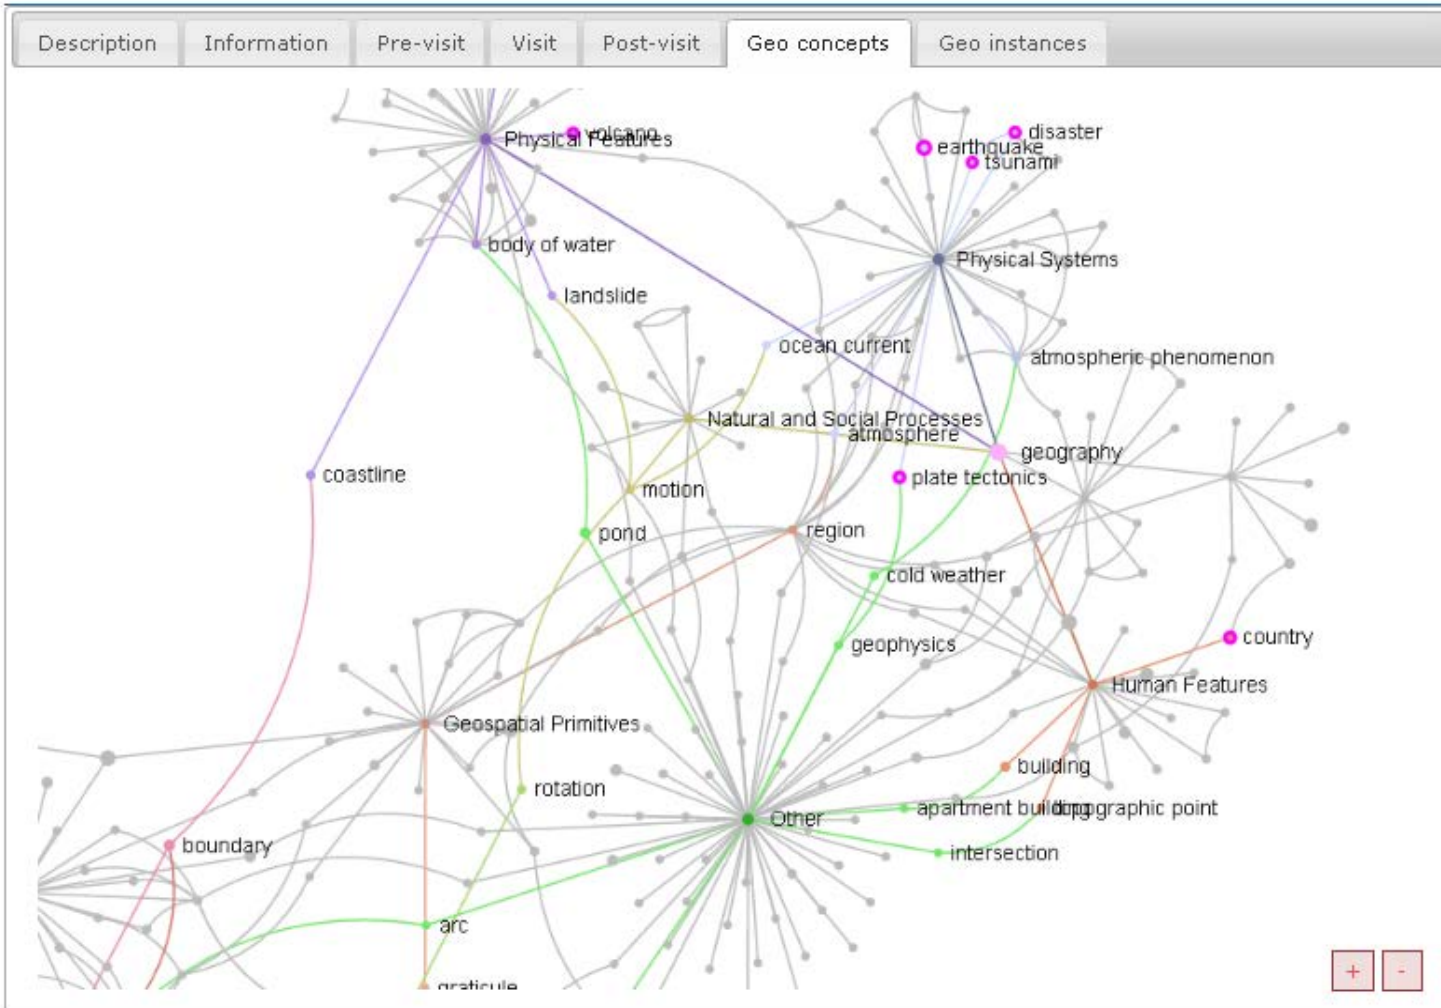 Description Information Pre-visit Visit Post-visit Geo concepts Geo instances
volcano
Physical Features
disaster
earthquake
tsunami
body of water
Physical Systems
landslide
ocean current
atmospheric phenomenon
Natural and Social Processes
atmosphere
geography
coastline
plate tectonics
motion
pond
region
cold weather
geophysics
country
Human Features
Geospatial Primitives
building
rotation
apartment building
topographic point
Other
boundary
intersection
arc
graticule
+ -